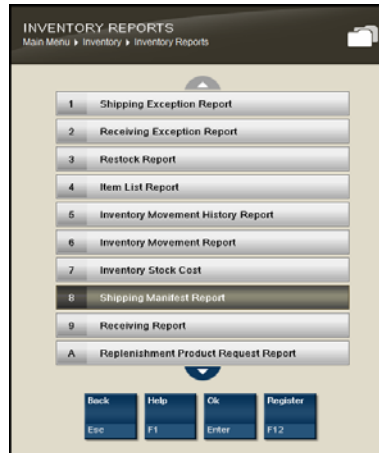 INVENTORY REPORTS
Main Menu ▸ Inventory ▸ Inventory Reports
1 Shipping Exception Report
2 Receiving Exception Report
3 Restock Report
4 Item List Report
5 Inventory Movement History Report
6 Inventory Movement Report
7 Inventory Stock Cost
8 Shipping Manifest Report
9 Receiving Report
A Replenishment Product Request Report
Back Help Ok Register
Esc F1 Enter F12